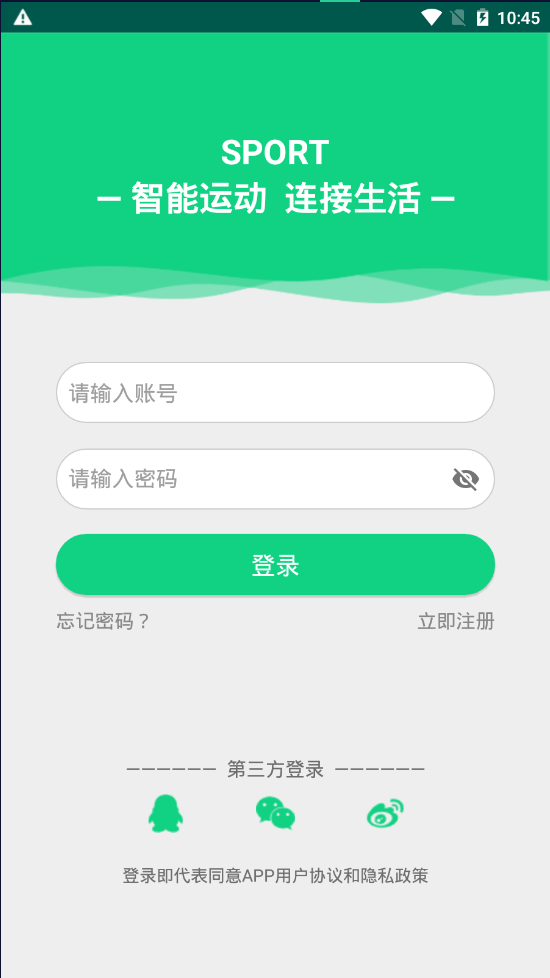 10:45
SPORT
— 智能运动 连接生活 —
请输入账号
请输入密码
登录
忘记密码？ 立即注册
—————— 第三方登录 ——————
登录即代表同意APP用户协议和隐私政策